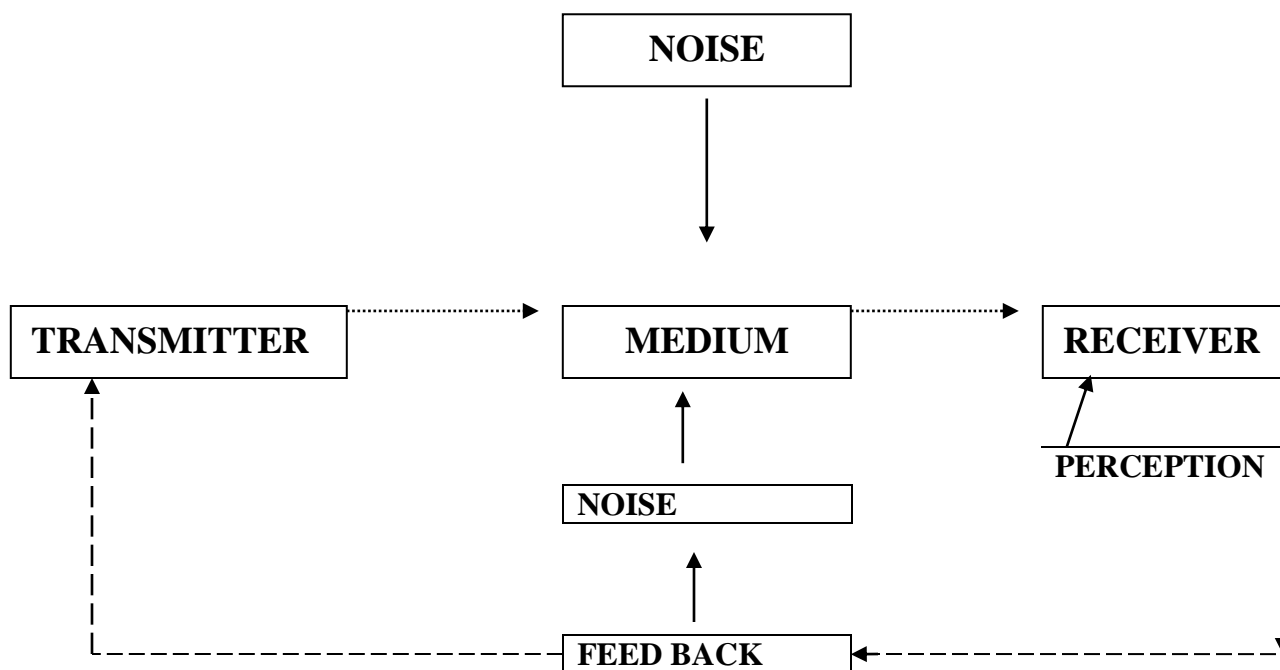 NOISE
TRANSMITTER
MEDIUM
RECEIVER
PERCEPTION
NOISE
FEED BACK